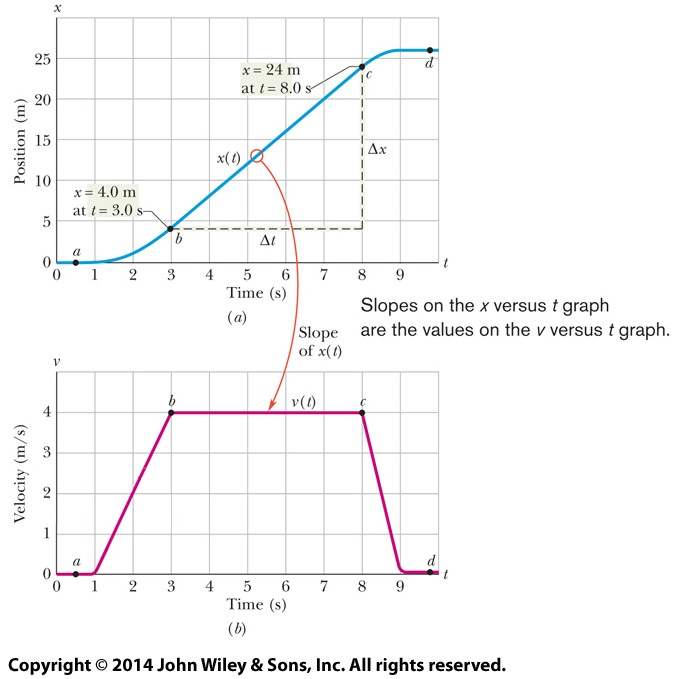 x
25
20
15
10
5
0
Position (m)
x = 24 m
at t = 8.0 s
c
d
x(t)
Δx
x = 4.0 m
at t = 3.0 s
a
b
Δt
0 1 2 3 4 5 6 7 8 9 t
Time (s)
(a)
Slopes on the x versus t graph
are the values on the v versus t graph.
Slope
of x(t)
v
4
3
2
1
0
Velocity (m/s)
b
v(t)
c
a
d
0 1 2 3 4 5 6 7 8 9 t
Time (s)
(b)
Copyright © 2014 John Wiley & Sons, Inc. All rights reserved.